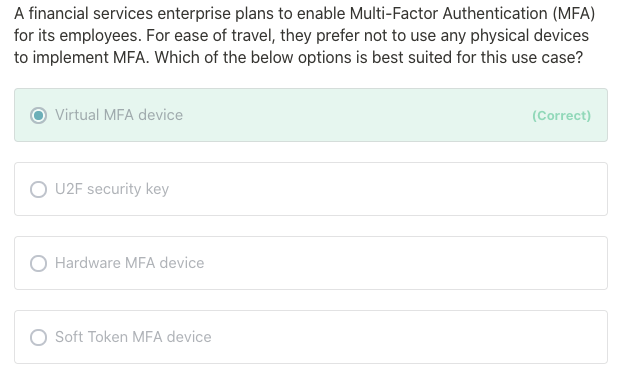 A financial services enterprise plans to enable Multi-Factor Authentication (MFA)
for its employees. For ease of travel, they prefer not to use any physical devices
to implement MFA. Which of the below options is best suited for this use case?
Virtual MFA device (Correct)
U2F security key
Hardware MFA device
Soft Token MFA device